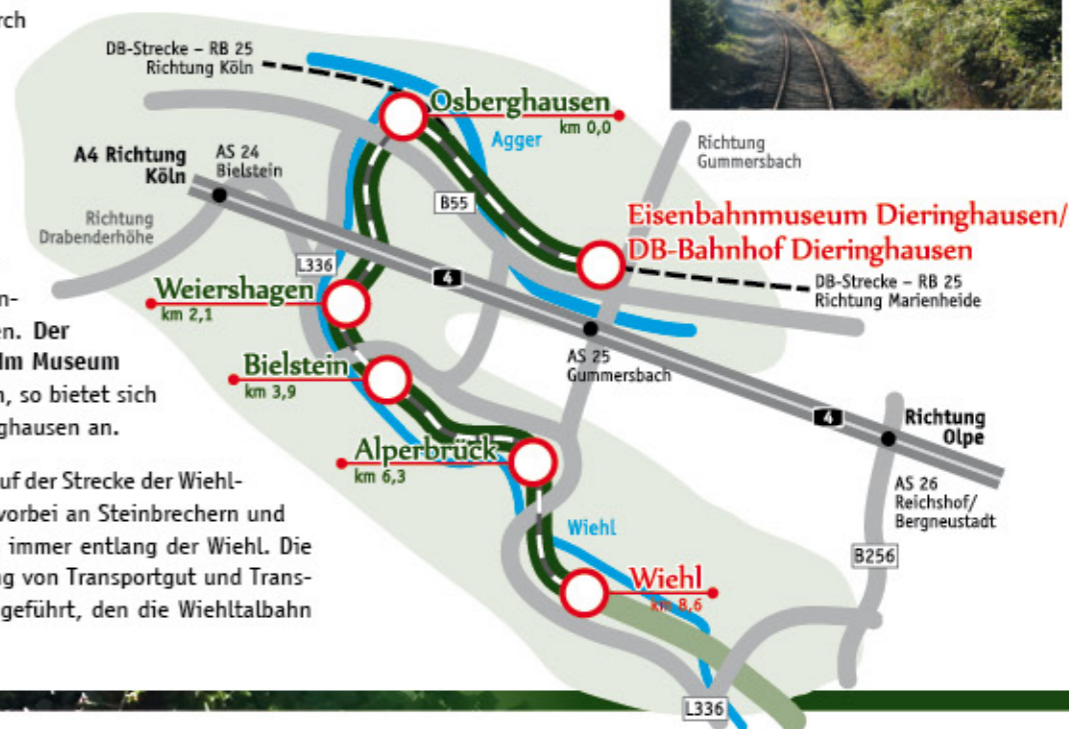 rch
DB-Strecke – RB 25
Richtung Köln
Osberghausen
km 0,0
Agger
Richtung
Gummersbach
A4 Richtung
Köln
AS 24
Bielstein
B55
Richtung
Drabenderhöhe
Eisenbahnmuseum Dieringhausen/
DB-Bahnhof Dieringhausen
L336
4
DB-Strecke – RB 25
Richtung Marienheide
Weiershagen
km 2,1
n-
en. Der
Im Museum
n, so bietet sich
ghausen an.
AS 25
Gummersbach
Bielstein
km 3,9
4
Richtung
Olpe
Alperbrück
km 6,3
AS 26
Reichshof/
Bergneustadt
uf der Strecke der Wiehl-
vorbei an Steinbrechern und
immer entlang der Wiehl. Die
ng von Transportgut und Trans-
geführt, den die Wiehltalbahn
Wiehl
B256
Wiehl
km 8,6
L336